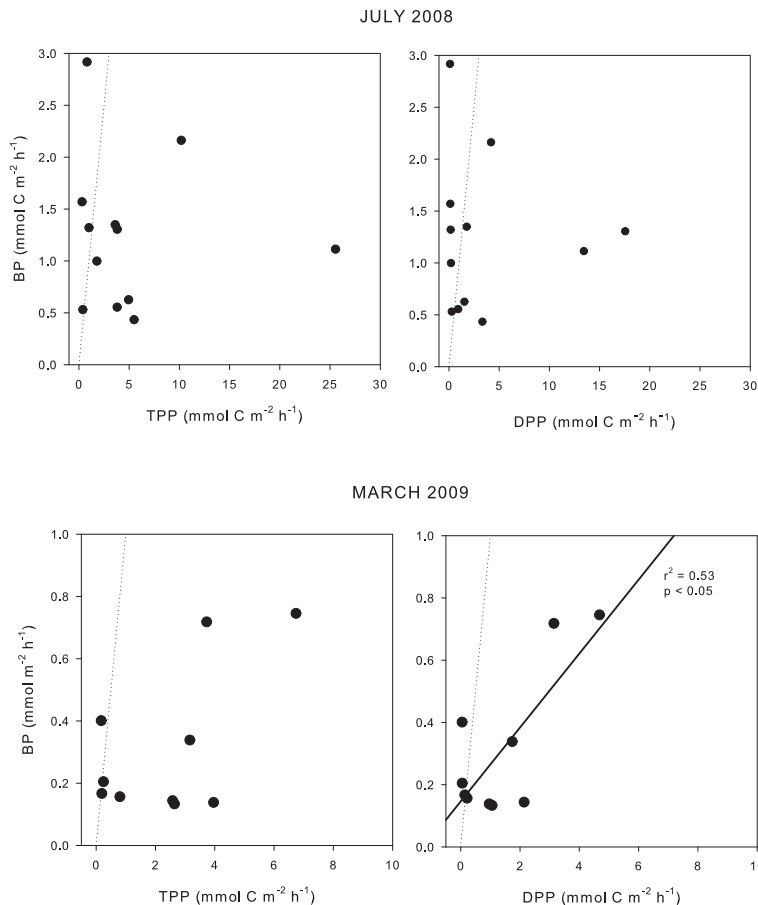 JULY 2008
3.0
2.5
2.0
1.5
1.0
0.5
0.0
BP (mmol C m⁻² h⁻¹)
0 5 10 15 20 25 30
TPP (mmol C m⁻² h⁻¹)
3.0
2.5
2.0
1.5
1.0
0.5
0.0
0 5 10 15 20 25 30
DPP (mmol C m⁻² h⁻¹)
MARCH 2009
1.0
0.8
0.6
0.4
0.2
0.0
BP (mmol m⁻² h⁻¹)
0 2 4 6 8 10
TPP (mmol C m⁻² h⁻¹)
1.0
0.8
0.6
0.4
0.2
0.0
r² = 0.53
p < 0.05
0 2 4 6 8 10
DPP (mmol C m⁻² h⁻¹)